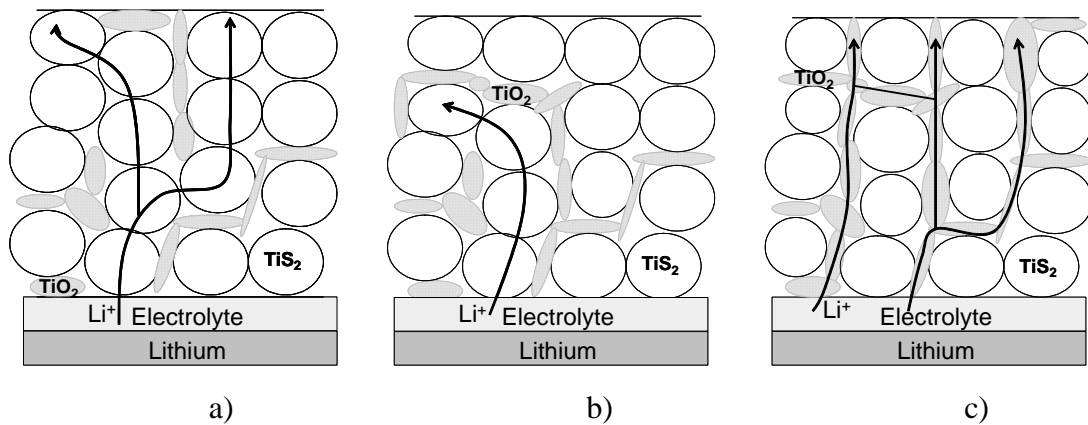 TiO₂
TiS₂
Li⁺
Electrolyte
Lithium
a)
TiO₂
TiS₂
Li⁺
Electrolyte
Lithium
b)
TiO₂
TiS₂
Li⁺
Electrolyte
Lithium
c)